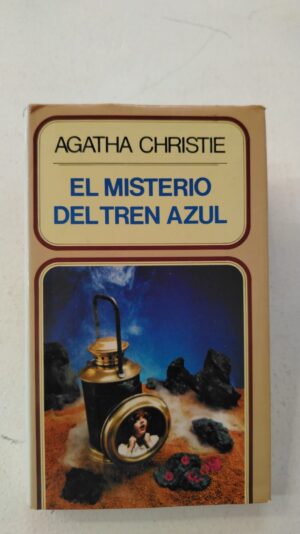 AGATHA CHRISTIE
EL MISTERIO
DEL TREN AZUL